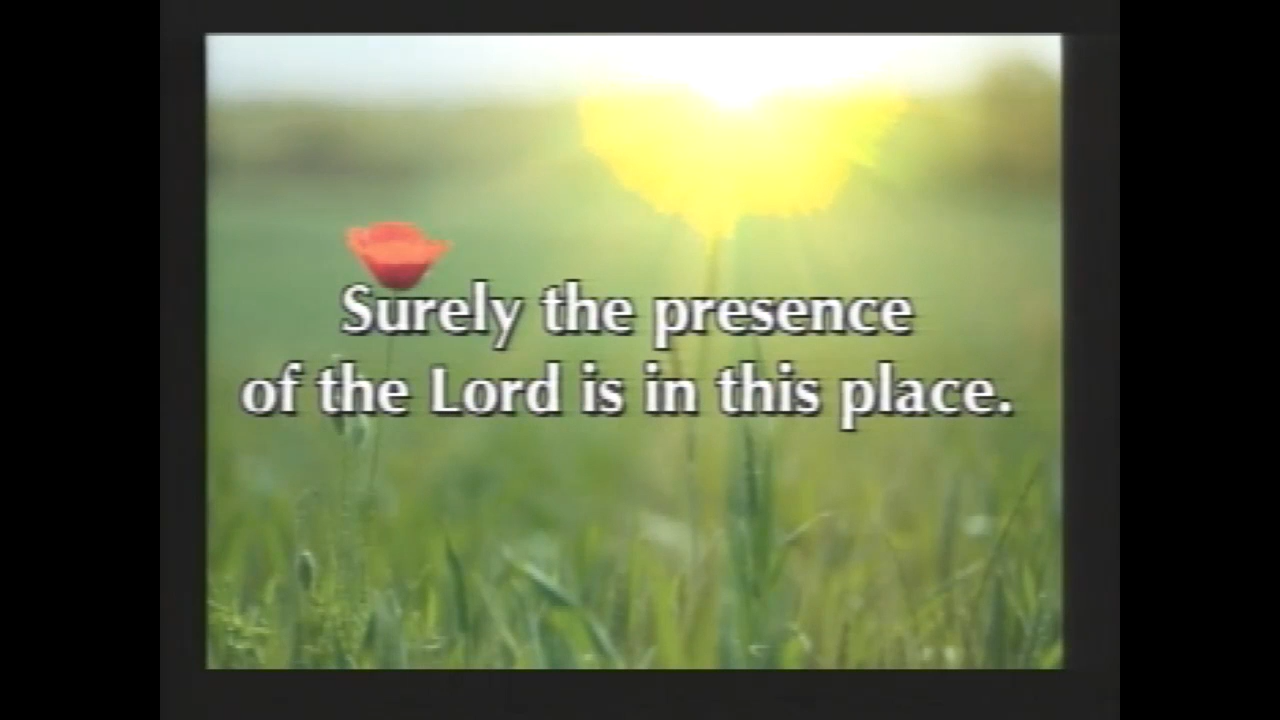 Surely the presence
of the Lord is in this place.